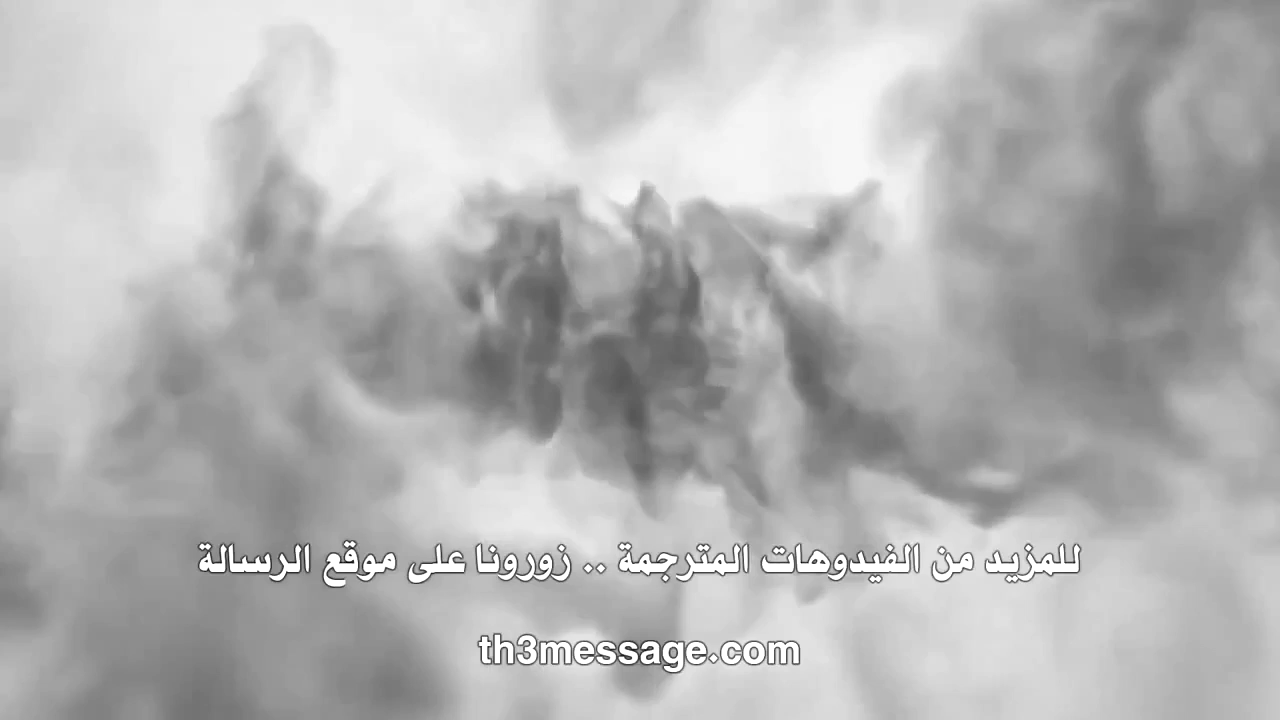 للمزيد من الفيدوهات المترجمة .. زورونا على موقع الرسالة
th3message.com